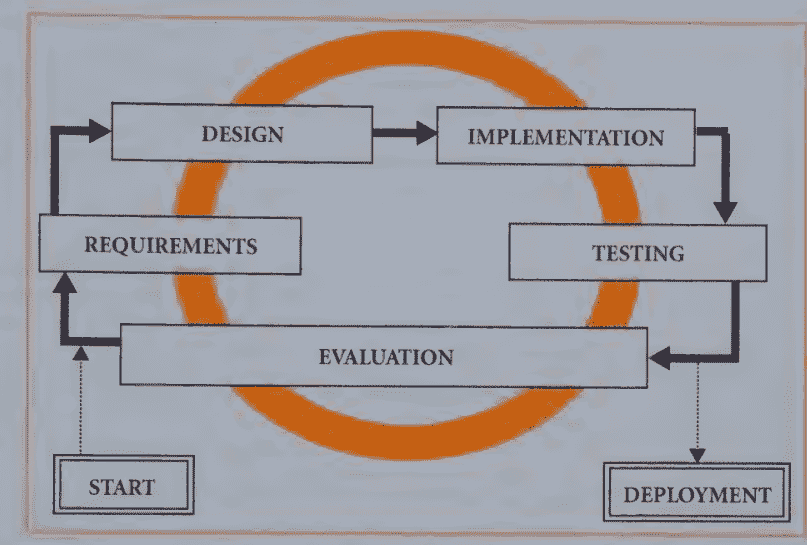 DESIGN
IMPLEMENTATION
REQUIREMENTS
TESTING
EVALUATION
START
DEPLOYMENT